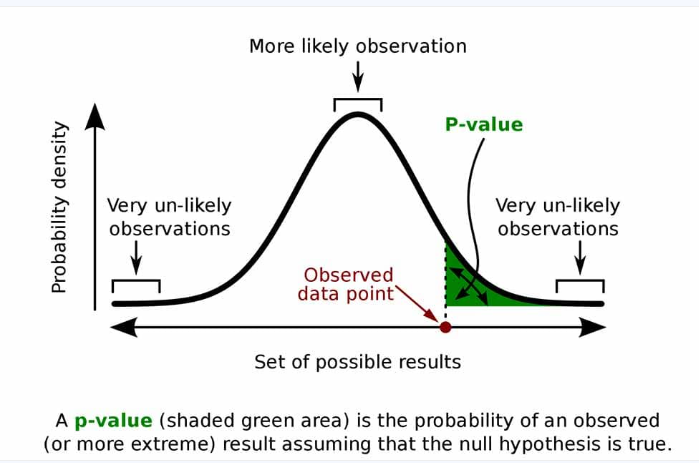 More likely observation
P-value
Probability density
Very un-likely
observations
Very un-likely
observations
Observed
data point
Set of possible results
A p-value (shaded green area) is the probability of an observed
(or more extreme) result assuming that the null hypothesis is true.